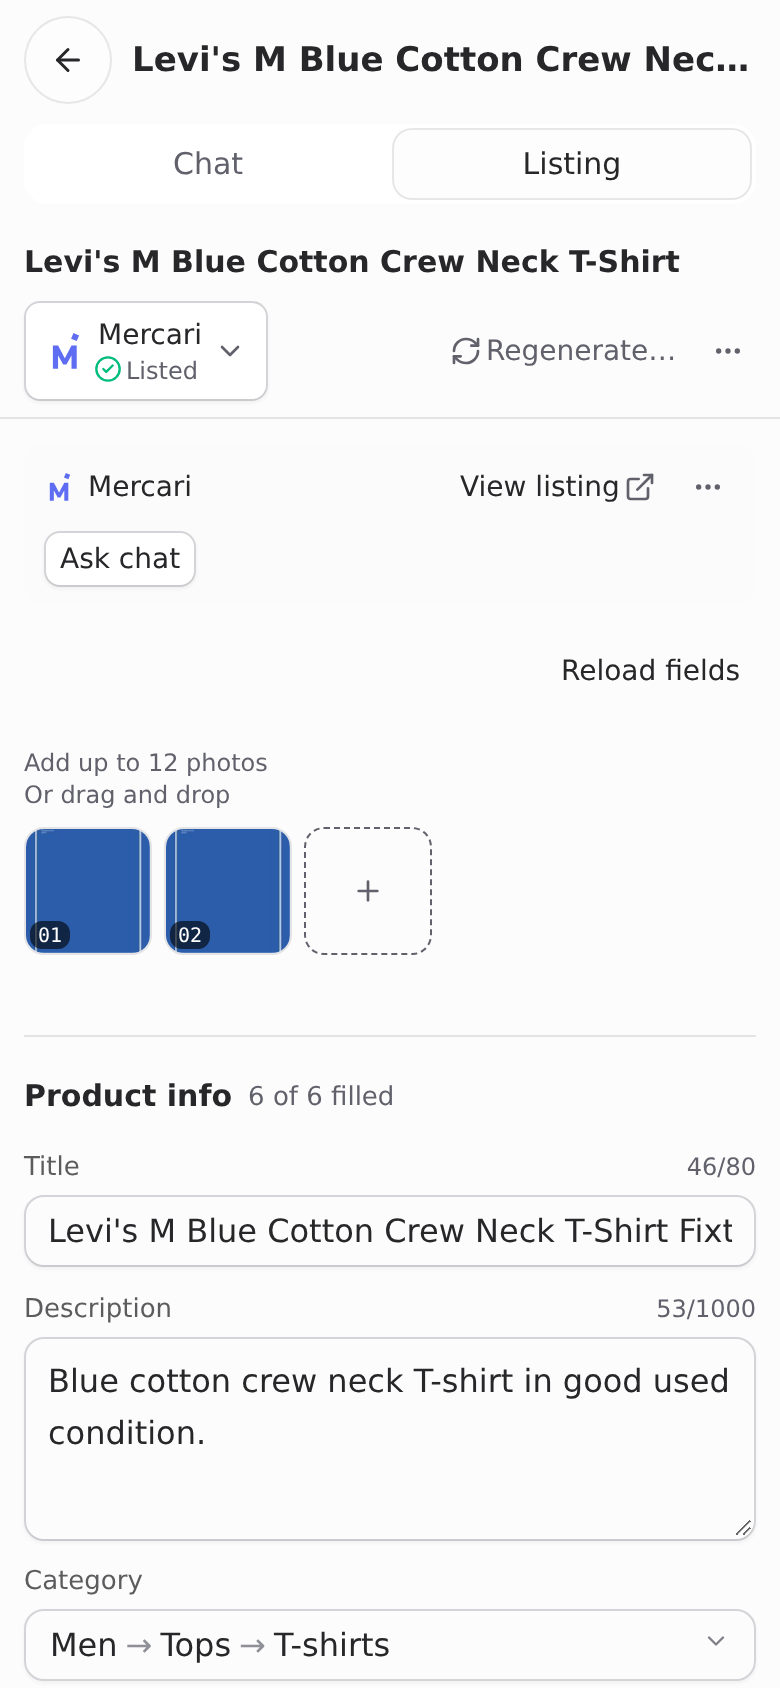 Levi's M Blue Cotton Crew Nec...
Chat
Listing
Levi's M Blue Cotton Crew Neck T-Shirt
Mercari
Listed
Regenerate...
Mercari
View listing
Ask chat
Reload fields
Add up to 12 photos
Or drag and drop
01
02
Product info 6 of 6 filled
Title
46/80
Levi's M Blue Cotton Crew Neck T-Shirt Fixt
Description
53/1000
Blue cotton crew neck T-shirt in good used
condition.
Category
Men → Tops → T-shirts